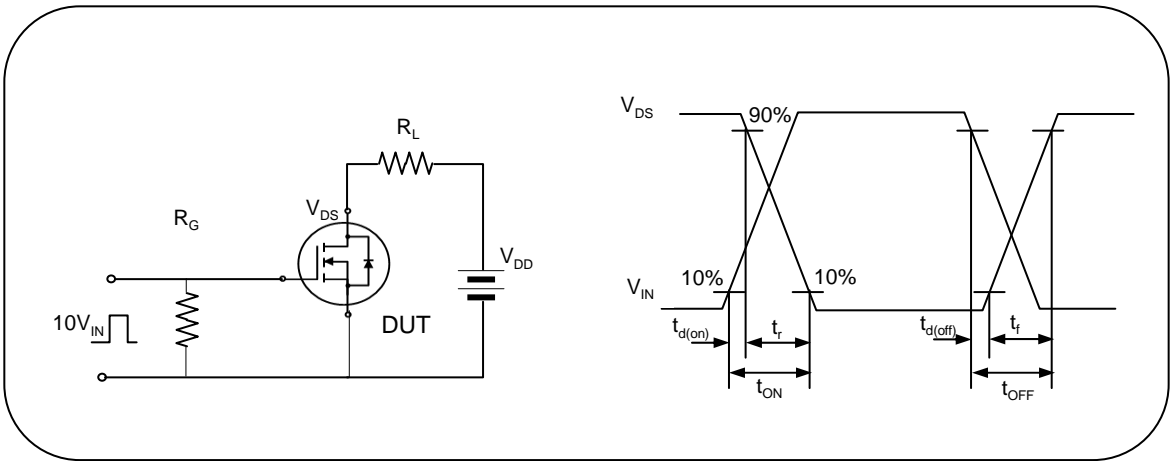 R_L
R_G
V_DS
V_DD
10V_IN
DUT
V_DS
90%
V_IN
10%
10%
t_d(on)
t_r
t_ON
t_d(off)
t_f
t_OFF